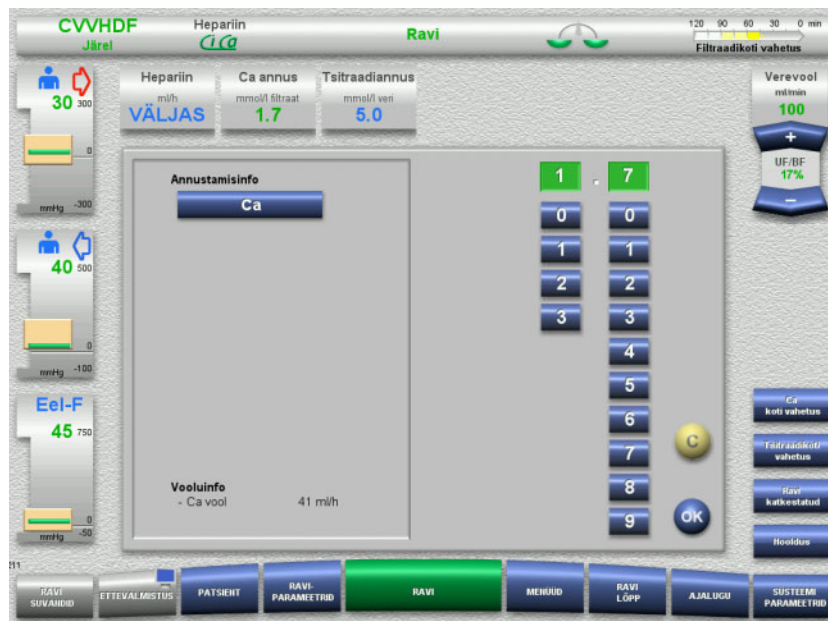 CVVHDF
Järel
Hepariin
Ci Ca
Ravi
120 90 60 30 0 min
Filtraadikoti vahetus
30 300
0
mmHg -300
40 500
0
mmHg -100
Eel-F
45 750
0
mmHg -50
Hepariin
ml/h
VÄLJAS
Ca annus
mmol/l filtraat
1.7
Tsitraadiannus
mmol/l veri
5.0
Verevool
ml/min
100
+
UF/BF
17%
−
Annustamisinfo
Ca
Vooluinfo
- Ca vool 41 ml/h
1 . 7
0 0
1 1
2 2
3 3
4
5
6
7
8
9
C
OK
Ca
koti vahetus
Tsitraadikoti
vahetus
Ravi
katkestatud
Hooldus
211
RAVI
SUVANDID
ETTEVALMISTUS
PATSIENT
RAVI-
PARAMEETRID
RAVI
MENÜÜD
RAVI
LÕPP
AJALUGU
SÜSTEEMI
PARAMEETRID